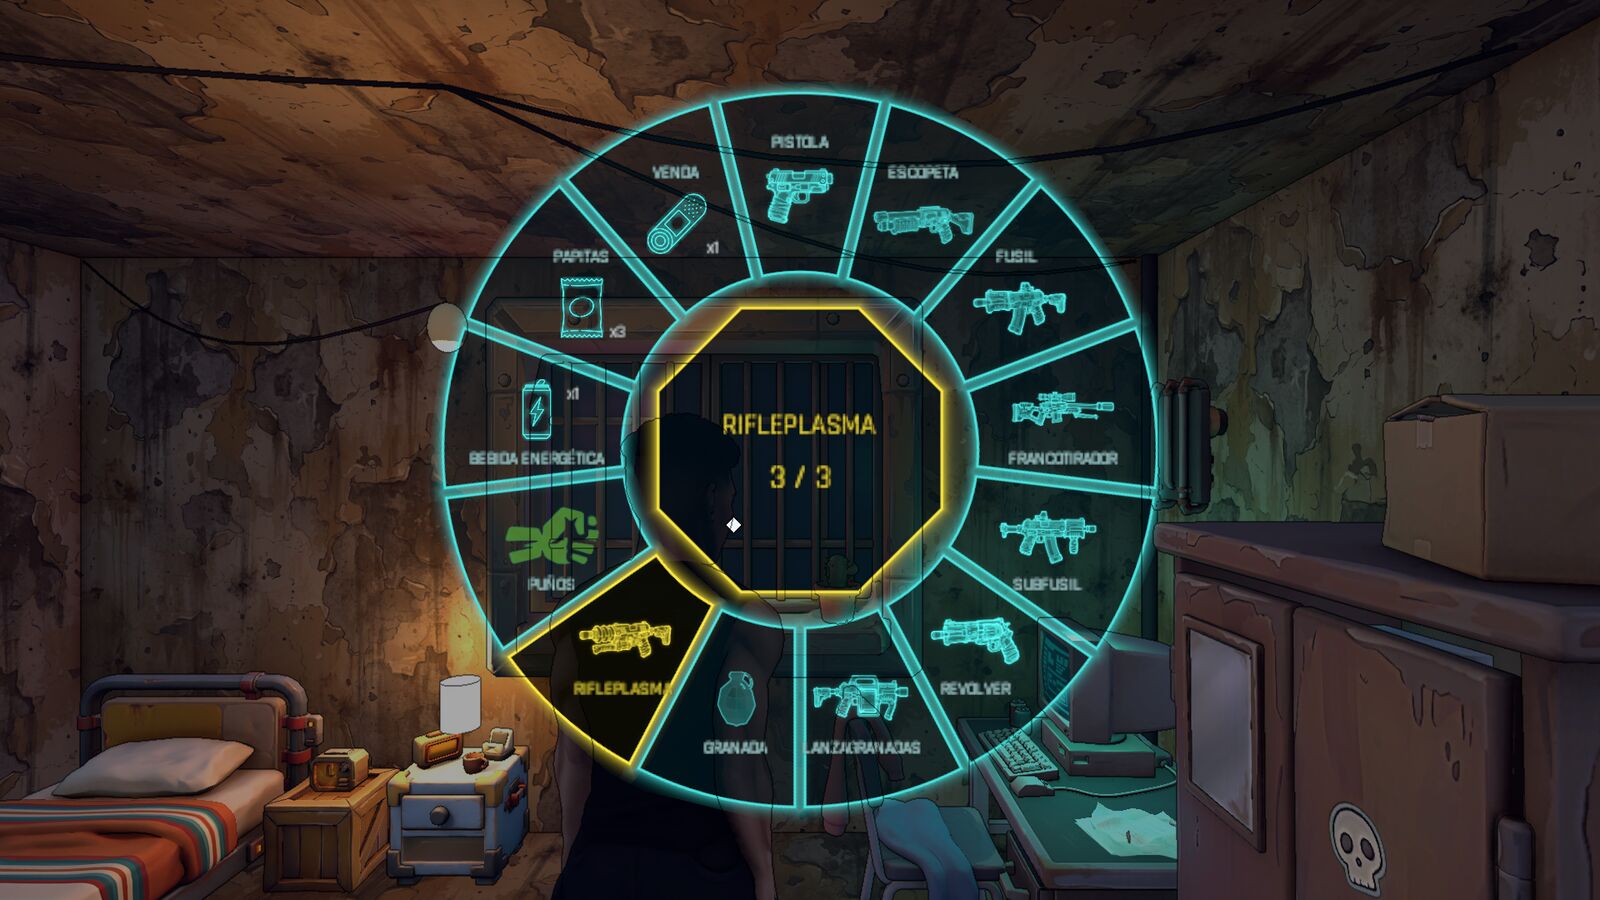 PISTOLA
VENDA
x1
ESCOPETA
PAPITAS
x3
FUSIL
x1
BEBIDA ENERGÉTICA
FRANCOTIRADOR
RIFLEPLASMA
3 / 3
PUÑOS
SUBFUSIL
RIFLEPLASMA
REVOLVER
GRANADA
LANZAGRANADAS